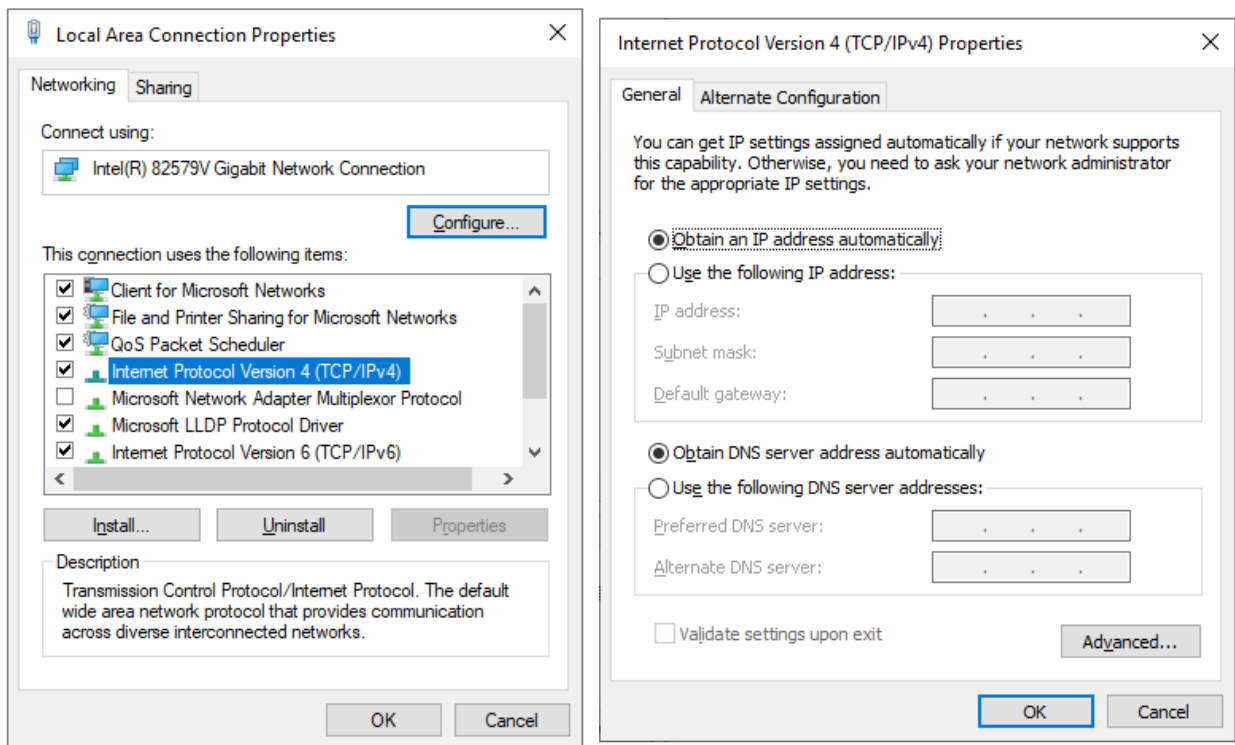 Local Area Connection Properties
Networking
Sharing
Connect using:
Intel(R) 82579V Gigabit Network Connection
Configure...
This connection uses the following items:
Client for Microsoft Networks
File and Printer Sharing for Microsoft Networks
QoS Packet Scheduler
Internet Protocol Version 4 (TCP/IPv4)
Microsoft Network Adapter Multiplexor Protocol
Microsoft LLDP Protocol Driver
Internet Protocol Version 6 (TCP/IPv6)
Install...
Uninstall
Properties
Description
Transmission Control Protocol/Internet Protocol. The default
wide area network protocol that provides communication
across diverse interconnected networks.
OK
Cancel
Internet Protocol Version 4 (TCP/IPv4) Properties
General
Alternate Configuration
You can get IP settings assigned automatically if your network supports
this capability. Otherwise, you need to ask your network administrator
for the appropriate IP settings.
Obtain an IP address automatically
Use the following IP address:
IP address:
Subnet mask:
Default gateway:
Obtain DNS server address automatically
Use the following DNS server addresses:
Preferred DNS server:
Alternate DNS server:
Validate settings upon exit
Advanced...
OK
Cancel